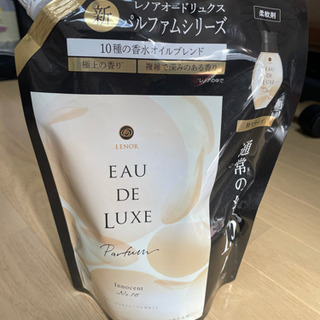 新
レノアオードリュクス
パルファムシリーズ
柔軟剤
10種の香水オイルブレンド
極上の香り
複雑で深みのある香り
LENOR
EAU
DE
LUXE
Parfum
Innocent
No.10
通常の